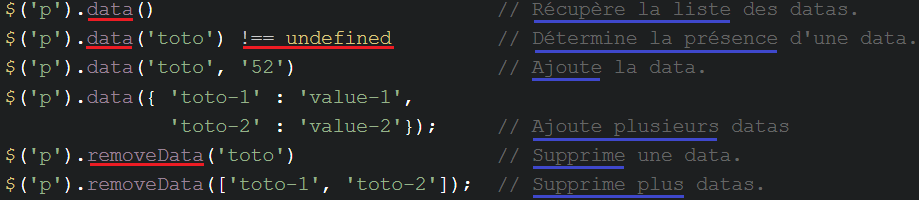 $('p').data() // Récupère la liste des datas.
$('p').data('toto') !== undefined // Détermine la présence d'une data.
$('p').data('toto', '52') // Ajoute la data.
$('p').data({ 'toto-1' : 'value-1',
'toto-2' : 'value-2'}); // Ajoute plusieurs datas
$('p').removeData('toto') // Supprime une data.
$('p').removeData(['toto-1', 'toto-2']); // Supprime plus datas.